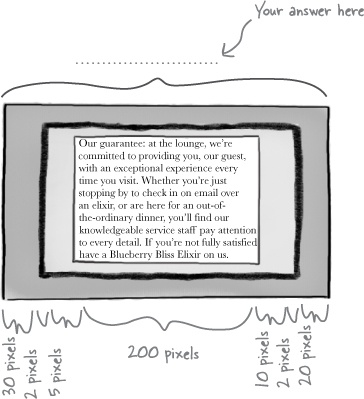 Your answer here
Our guarantee: at the lounge, we're
committed to providing you, our guest,
with an exceptional experience every
time you visit. Whether you're just
stopping by to check in on email over
an elixir, or are here for an out-of-
the-ordinary dinner, you'll find our
knowledgeable service staff pay attention
to every detail. If you're not fully satisfied
have a Blueberry Bliss Elixir on us.
30 pixels
2 pixels
5 pixels
200 pixels
10 pixels
2 pixels
20 pixels